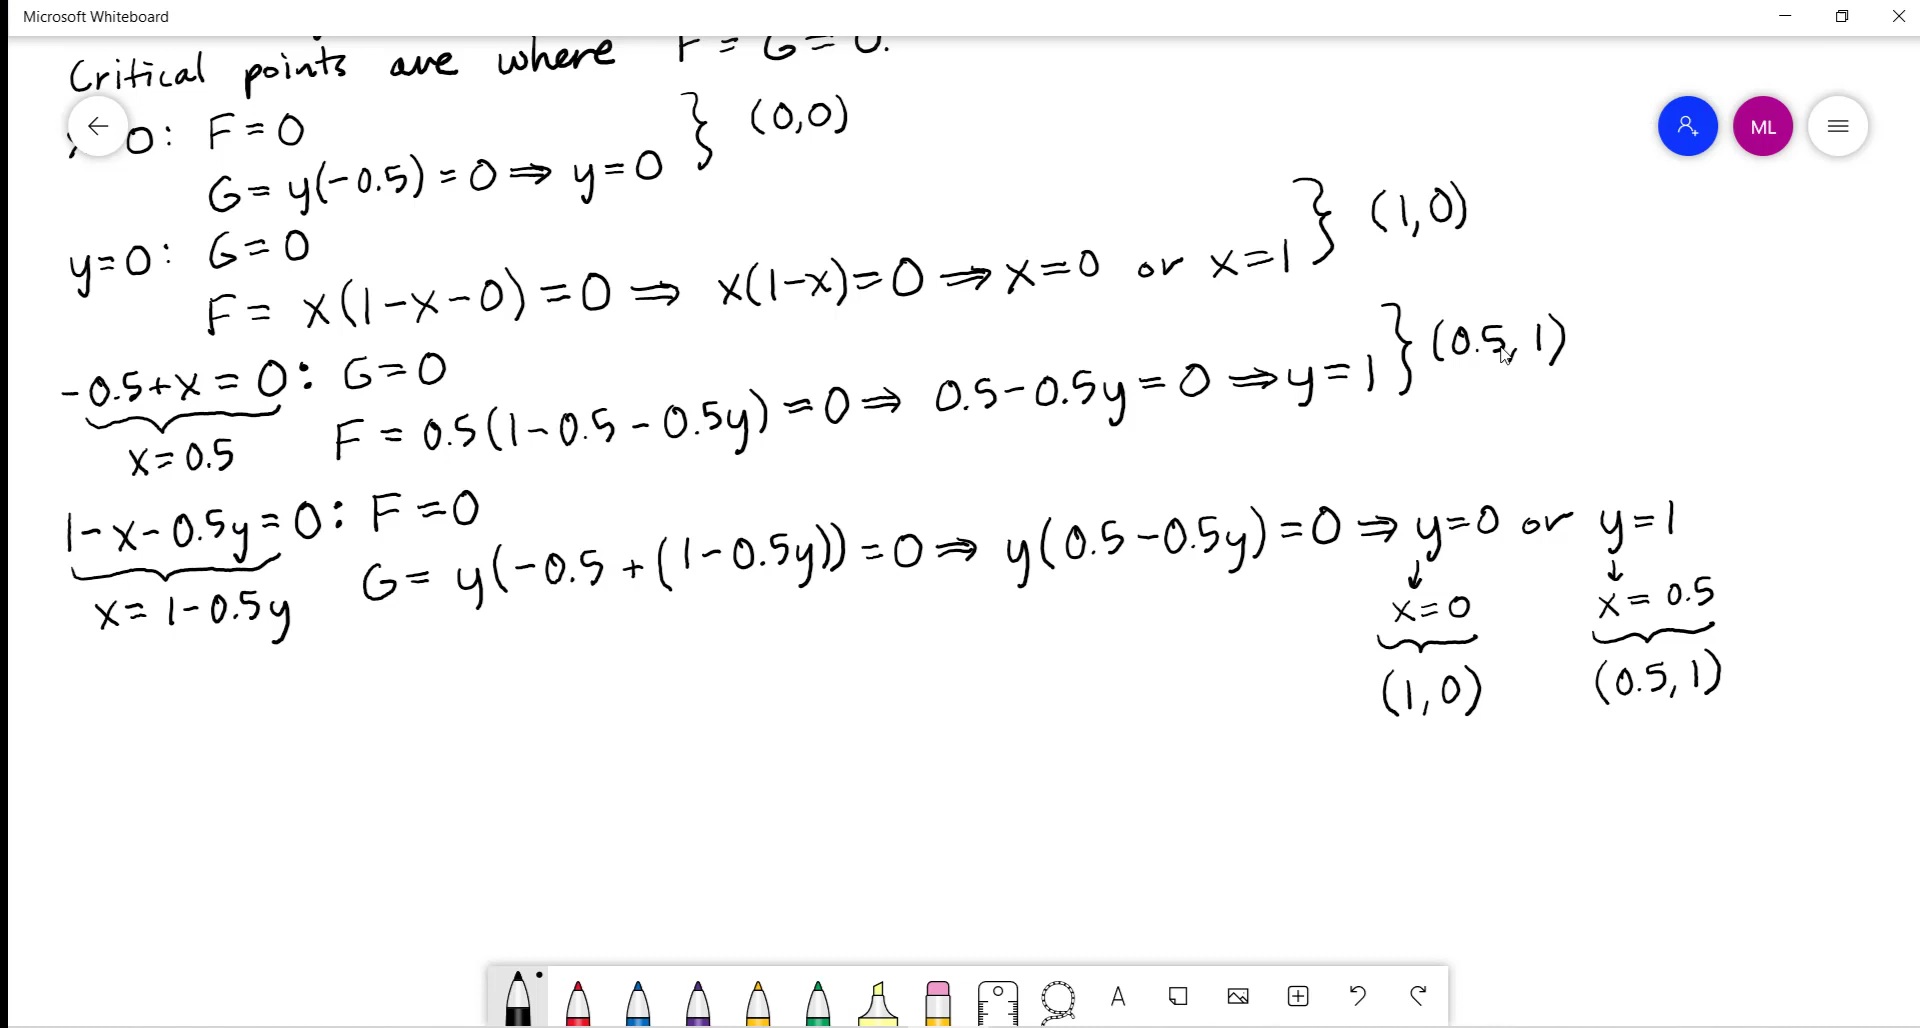 Microsoft Whiteboard
Critical points are where F = G = 0.
0: F = 0
G = y(-0.5) = 0 ⇒ y = 0 } (0,0)
ML
y=0: G = 0
F = x(1-x-0) = 0 ⇒ x(1-x) = 0 ⇒ x = 0 or x = 1 } (1,0)
-0.5+x = 0: G = 0
x = 0.5
F = 0.5(1-0.5-0.5y) = 0 ⇒ 0.5-0.5y = 0 ⇒ y = 1 } (0.5, 1)
1-x-0.5y = 0: F = 0
x = 1-0.5y
G = y(-0.5 + (1-0.5y)) = 0 ⇒ y(0.5-0.5y) = 0 ⇒ y = 0 or y = 1
↓ ↓
x = 0 x = 0.5
(1,0) (0.5, 1)
A